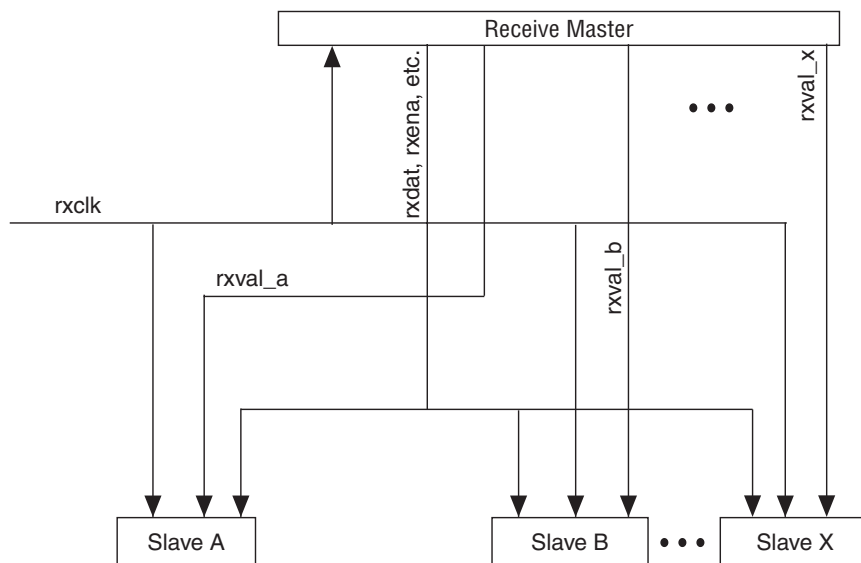 Receive Master
rxdat, rxena, etc.
rxval_x
rxclk
rxval_b
rxval_a
Slave A
Slave B
Slave X